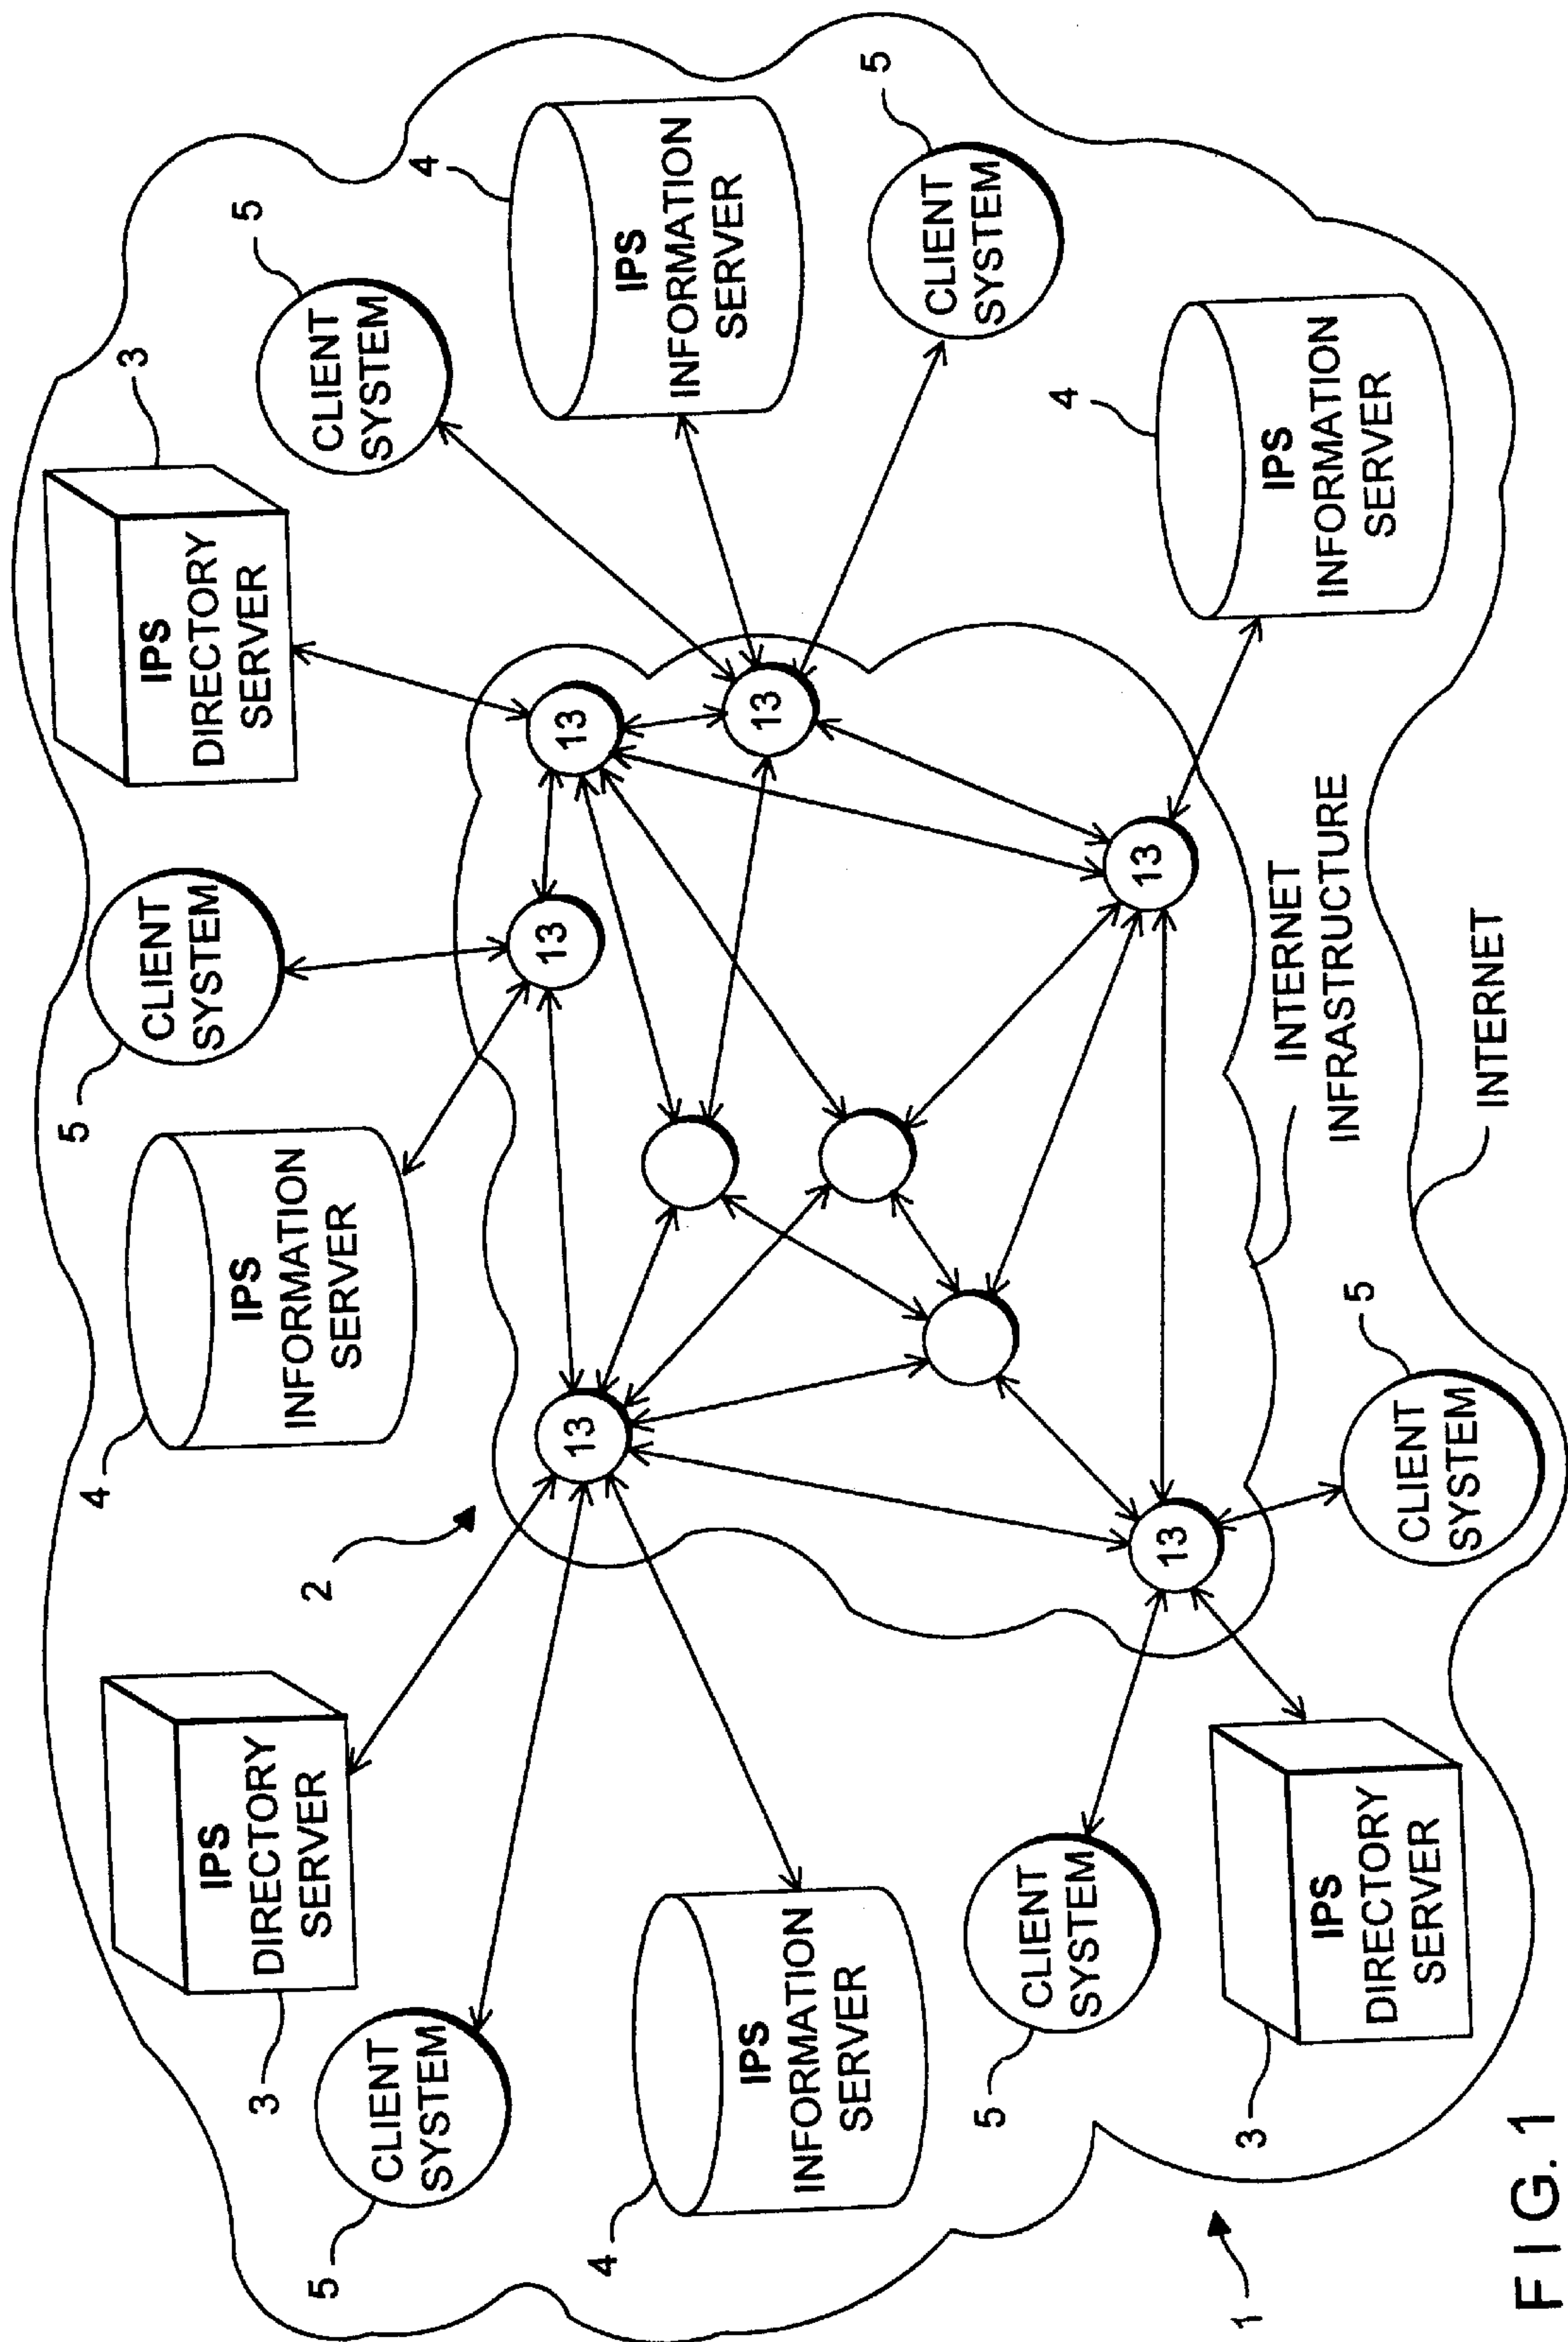 5
4
3
CLIENT
SYSTEM
IPS
DIRECTORY
SERVER
IPS
INFORMATION
SERVER
IPS
DIRECTORY
SERVER
3
5
CLIENT
SYSTEM
2
5
CLIENT
SYSTEM
4
IPS
INFORMATION
SERVER
13
13
13
13
4
IPS
INFORMATION
SERVER
5
CLIENT
SYSTEM
5
CLIENT
SYSTEM
4
IPS
INFORMATION
SERVER
13
13
3
IPS
DIRECTORY
SERVER
1
INTERNET
INFRASTRUCTURE
5
CLIENT
SYSTEM
INTERNET
FIG. 1